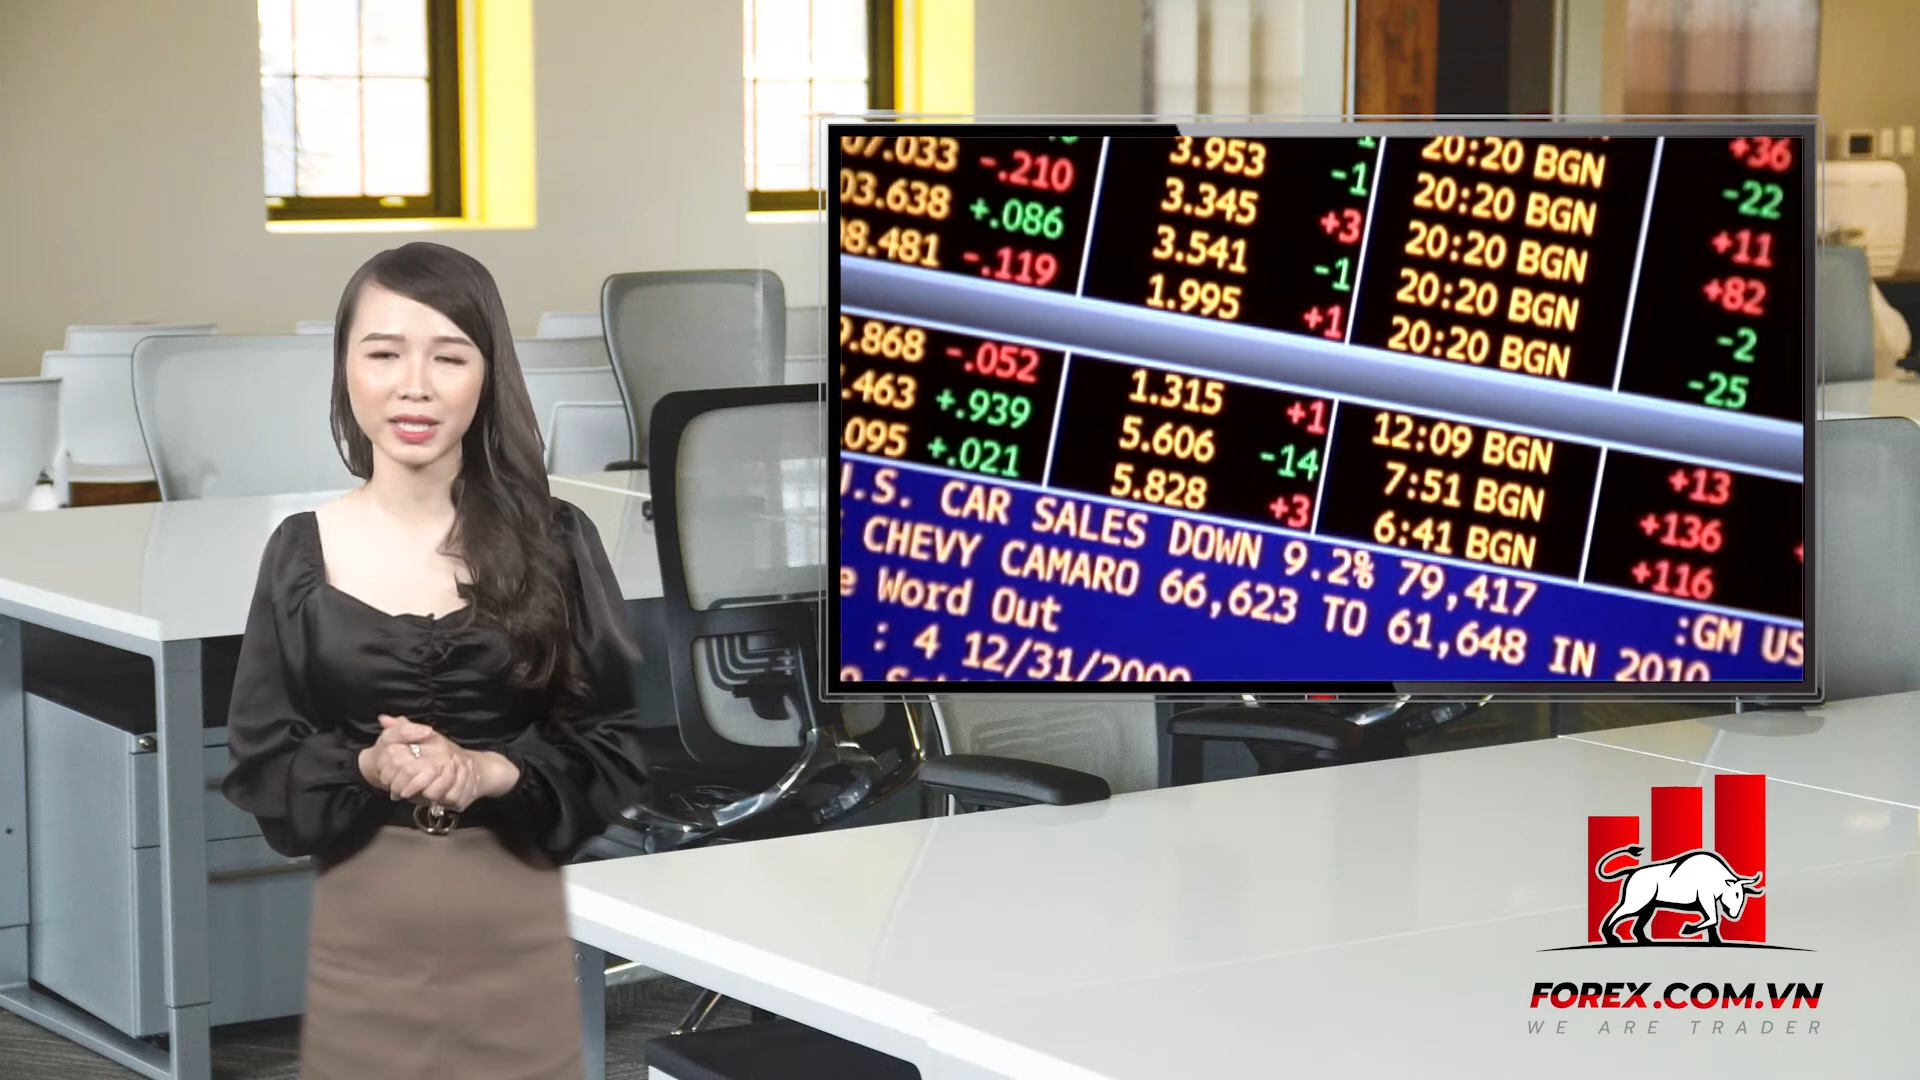 07.033 -.210 3.953 20:20 BGN +36
03.638 +.086 3.345 -1 20:20 BGN -22
8.481 -.119 3.541 +3 20:20 BGN +11
1.995 -1 20:20 BGN +82
+1 20:20 BGN -2
-25
.868 -.052 1.315 +1 12:09 BGN +13
.463 +.939 5.606 -14 7:51 BGN +136
.095 +.021 5.828 +3 6:41 BGN +116
U.S. CAR SALES DOWN 9.2% 79,417
CHEVY CAMARO 66,623 TO 61,648 IN 2010
e Word Out :GM US
: 4 12/31/2000
FOREX.COM.VN
WE ARE TRADER